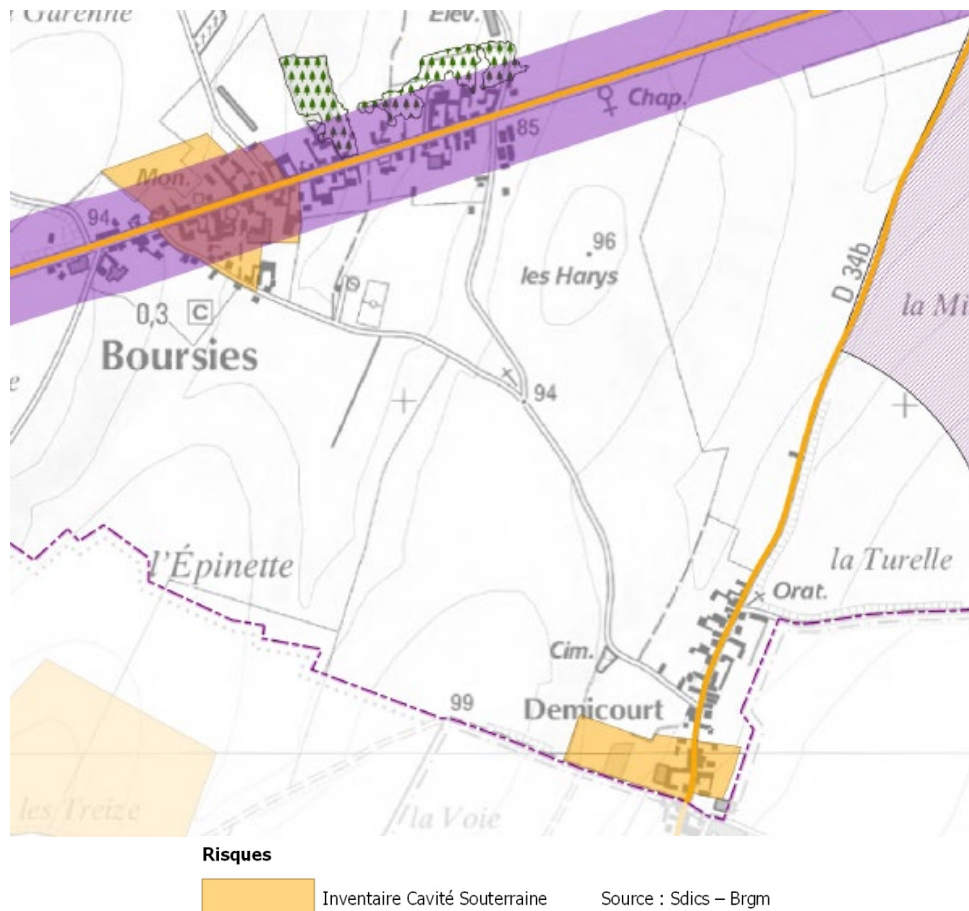 Garenne
Elév.
Chap.
Mon.
85
94
96
les Harys
D 34b
la Mi
0,3 C
Boursies
e
94
l'Épinette
la Turelle
Orat.
Cim.
99
Demicourt
les Treize
la Voie
Risques
Inventaire Cavité Souterraine Source : Sdics – Brgm